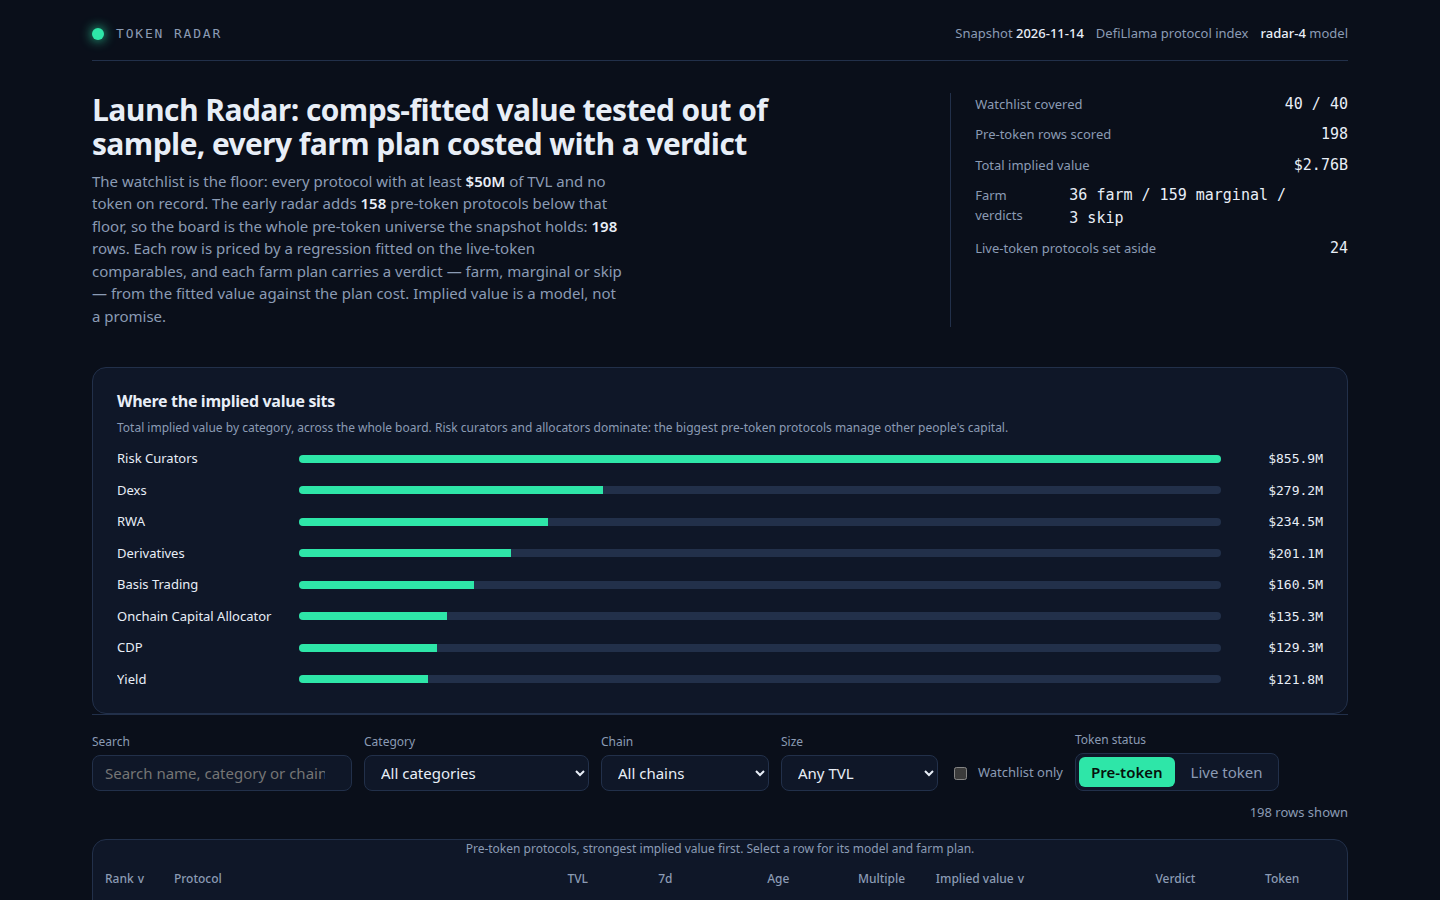 TOKEN RADAR
Snapshot 2026-11-14 DefiLlama protocol index radar-4 model
Launch Radar: comps-fitted value tested out of
sample, every farm plan costed with a verdict
The watchlist is the floor: every protocol with at least $50M of TVL and no
token on record. The early radar adds 158 pre-token protocols below that
floor, so the board is the whole pre-token universe the snapshot holds: 198
rows. Each row is priced by a regression fitted on the live-token
comparables, and each farm plan carries a verdict — farm, marginal or skip
— from the fitted value against the plan cost. Implied value is a model, not
a promise.
Watchlist covered 40 / 40
Pre-token rows scored 198
Total implied value $2.76B
Farm verdicts 36 farm / 159 marginal / 3 skip
Live-token protocols set aside 24
Where the implied value sits
Total implied value by category, across the whole board. Risk curators and allocators dominate: the biggest pre-token protocols manage other people's capital.
Risk Curators $855.9M
Dexs $279.2M
RWA $234.5M
Derivatives $201.1M
Basis Trading $160.5M
Onchain Capital Allocator $135.3M
CDP $129.3M
Yield $121.8M
Search Category Chain Size Token status
Search name, category or chain All categories All chains Any TVL Watchlist only Pre-token Live token
198 rows shown
Pre-token protocols, strongest implied value first. Select a row for its model and farm plan.
Rank v Protocol TVL 7d Age Multiple Implied value v Verdict Token